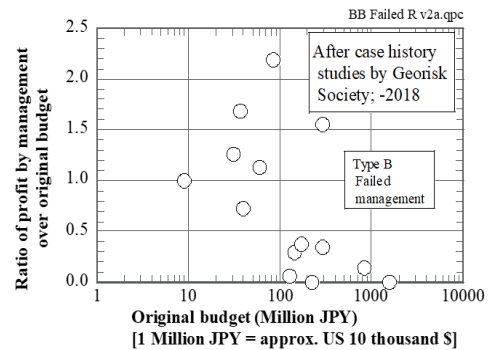 BB Failed R v2a.qpc
After case history
studies by Georisk
Society; -2018
Type B
Failed
management
Ratio of profit by management
over original budget
2.5
2.0
1.5
1.0
0.5
0.0
1 10 100 1000 10000
Original budget (Million JPY)
[1 Million JPY = approx. US 10 thousand $]